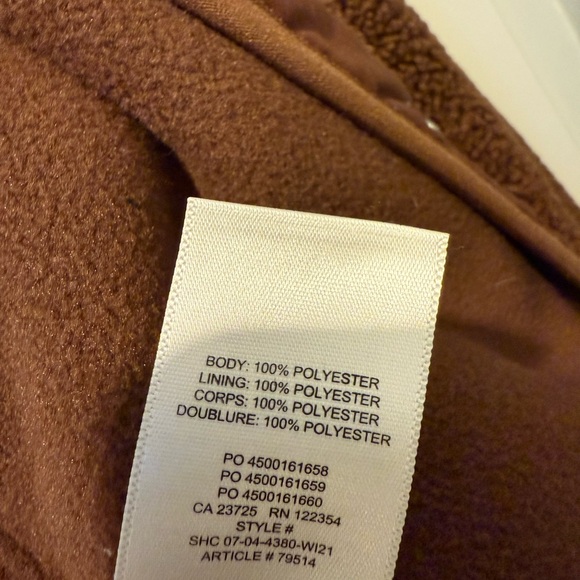 BODY: 100% POLYESTER
LINING: 100% POLYESTER
CORPS: 100% POLYESTER
DOUBLURE: 100% POLYESTER
PO 4500161658
PO 4500161659
PO 4500161660
CA 23725 RN 122354
STYLE #
SHC 07-04-4380-WI21
ARTICLE # 79514